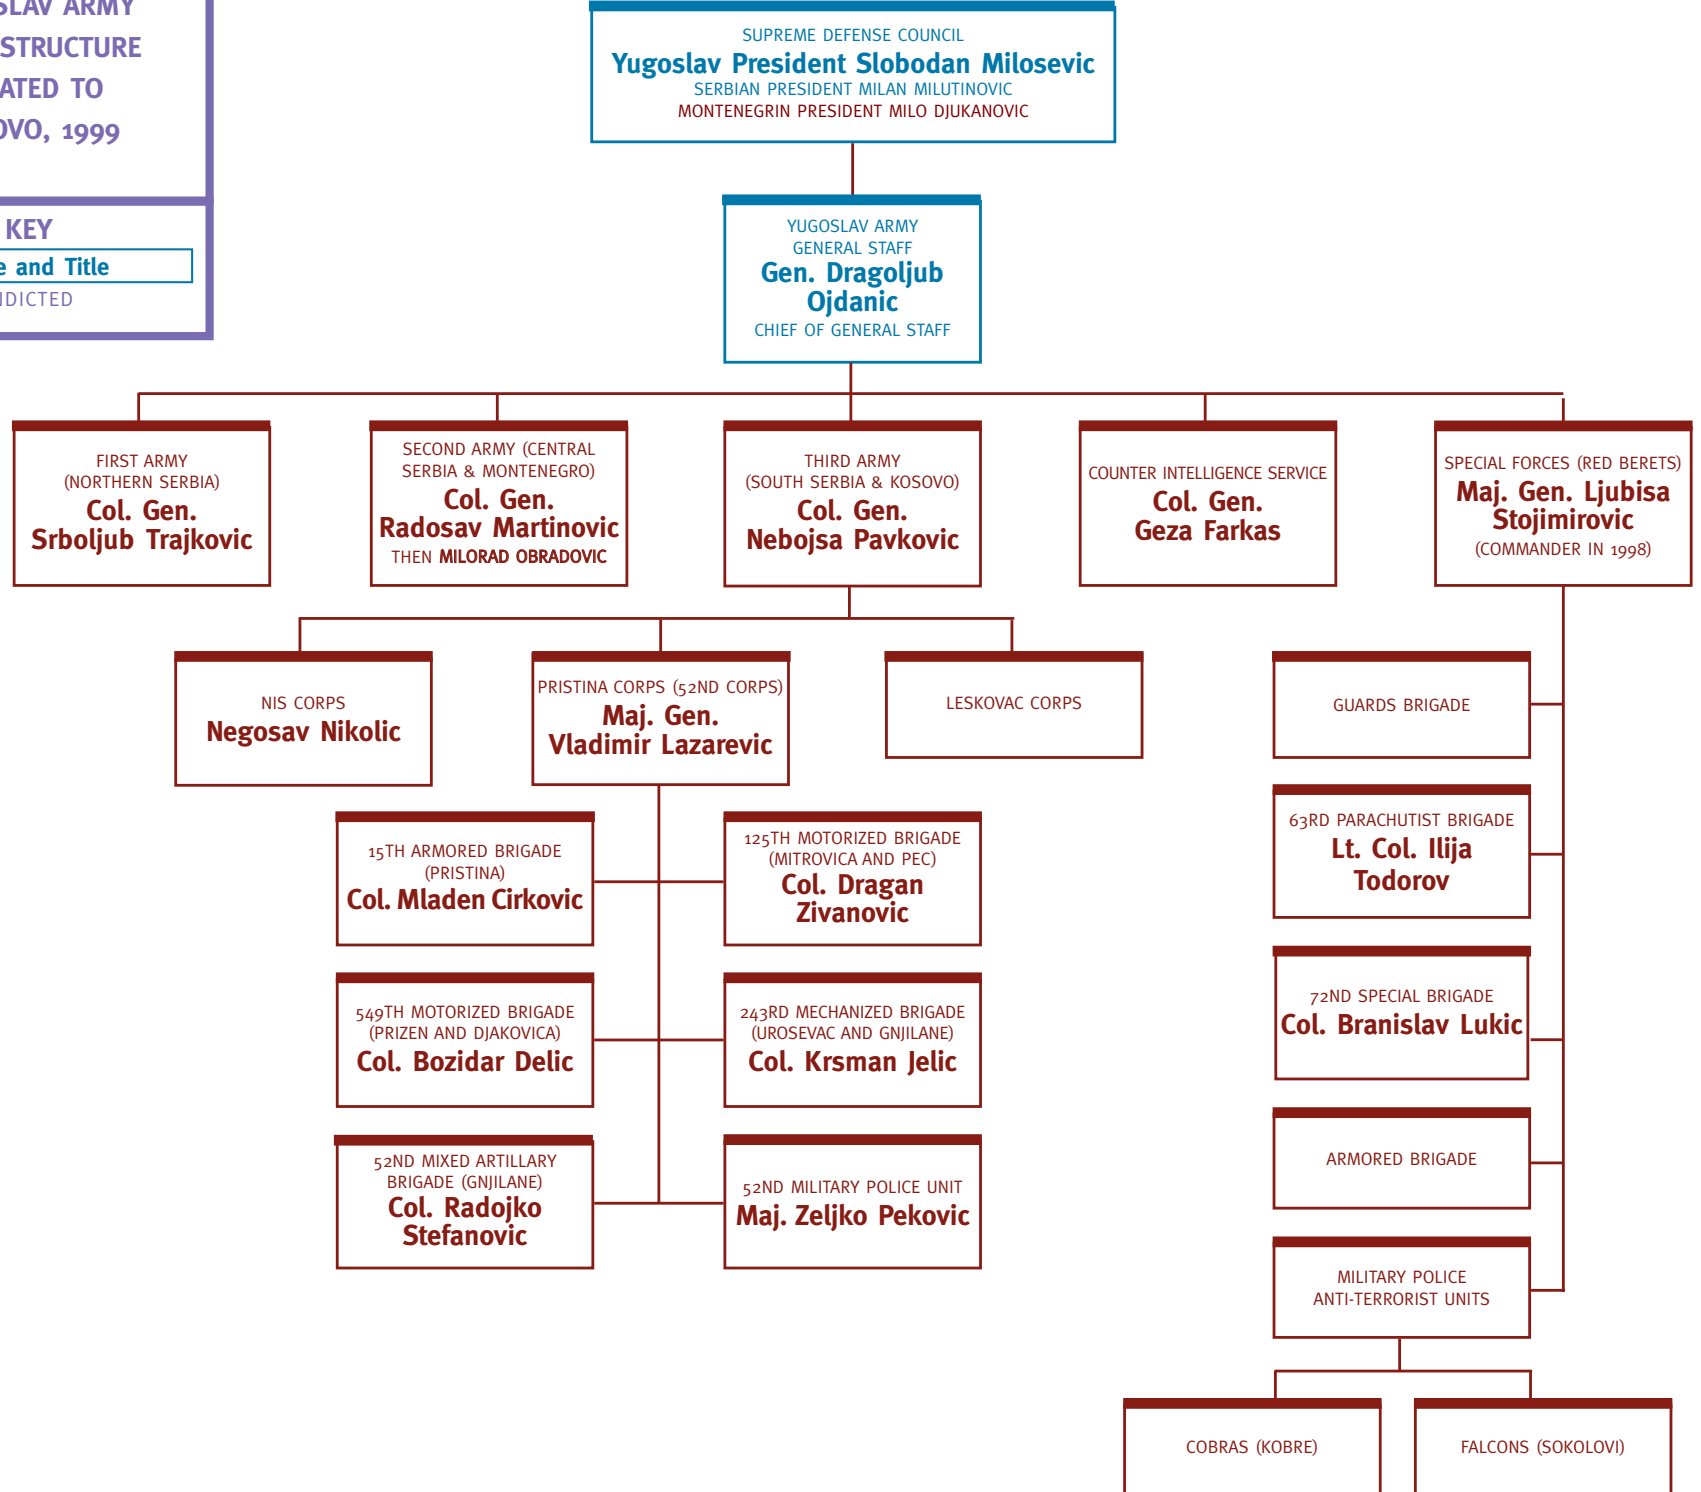 SLAV ARMY
STRUCTURE
ATED TO
OVO, 1999
KEY
e and Title
NDICTED
SUPREME DEFENSE COUNCIL
Yugoslav President Slobodan Milosevic
SERBIAN PRESIDENT MILAN MILUTINOVIC
MONTENEGRIN PRESIDENT MILO DJUKANOVIC
YUGOSLAV ARMY
GENERAL STAFF
Gen. Dragoljub
Ojdanic
CHIEF OF GENERAL STAFF
FIRST ARMY
(NORTHERN SERBIA)
Col. Gen.
Srboljub Trajkovic
SECOND ARMY (CENTRAL
SERBIA & MONTENEGRO)
Col. Gen.
Radosav Martinovic
THEN MILORAD OBRADOVIC
THIRD ARMY
(SOUTH SERBIA & KOSOVO)
Col. Gen.
Nebojsa Pavkovic
COUNTER INTELLIGENCE SERVICE
Col. Gen.
Geza Farkas
SPECIAL FORCES (RED BERETS)
Maj. Gen. Ljubisa
Stojimirovic
(COMMANDER IN 1998)
NIS CORPS
Negosav Nikolic
PRISTINA CORPS (52ND CORPS)
Maj. Gen.
Vladimir Lazarevic
LESKOVAC CORPS
GUARDS BRIGADE
15TH ARMORED BRIGADE
(PRISTINA)
Col. Mladen Cirkovic
125TH MOTORIZED BRIGADE
(MITROVICA AND PEC)
Col. Dragan
Zivanovic
63RD PARACHUTIST BRIGADE
Lt. Col. Ilija
Todorov
549TH MOTORIZED BRIGADE
(PRIZEN AND DJAKOVICA)
Col. Bozidar Delic
243RD MECHANIZED BRIGADE
(UROSEVAC AND GNJILANE)
Col. Krsman Jelic
72ND SPECIAL BRIGADE
Col. Branislav Lukic
52ND MIXED ARTILLARY
BRIGADE (GNJILANE)
Col. Radojko
Stefanovic
52ND MILITARY POLICE UNIT
Maj. Zeljko Pekovic
ARMORED BRIGADE
MILITARY POLICE
ANTI-TERRORIST UNITS
COBRAS (KOBRE)
FALCONS (SOKOLOVI)